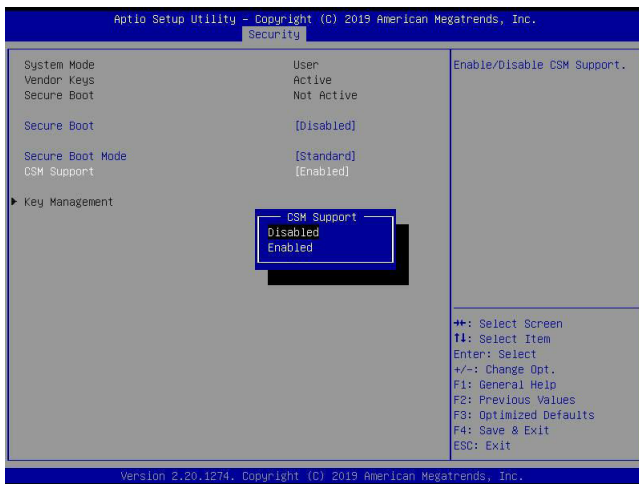 Aptio Setup Utility – Copyright (C) 2019 American Megatrends, Inc.
Security
System Mode User
Vendor Keys Active
Secure Boot Not Active
Secure Boot [Disabled]
Secure Boot Mode [Standard]
CSM Support [Enabled]
Key Management
CSM Support
Disabled
Enabled
Enable/Disable CSM Support.
→←: Select Screen
↑↓: Select Item
Enter: Select
+/-: Change Opt.
F1: General Help
F2: Previous Values
F3: Optimized Defaults
F4: Save & Exit
ESC: Exit
Version 2.20.1274. Copyright (C) 2019 American Megatrends, Inc.